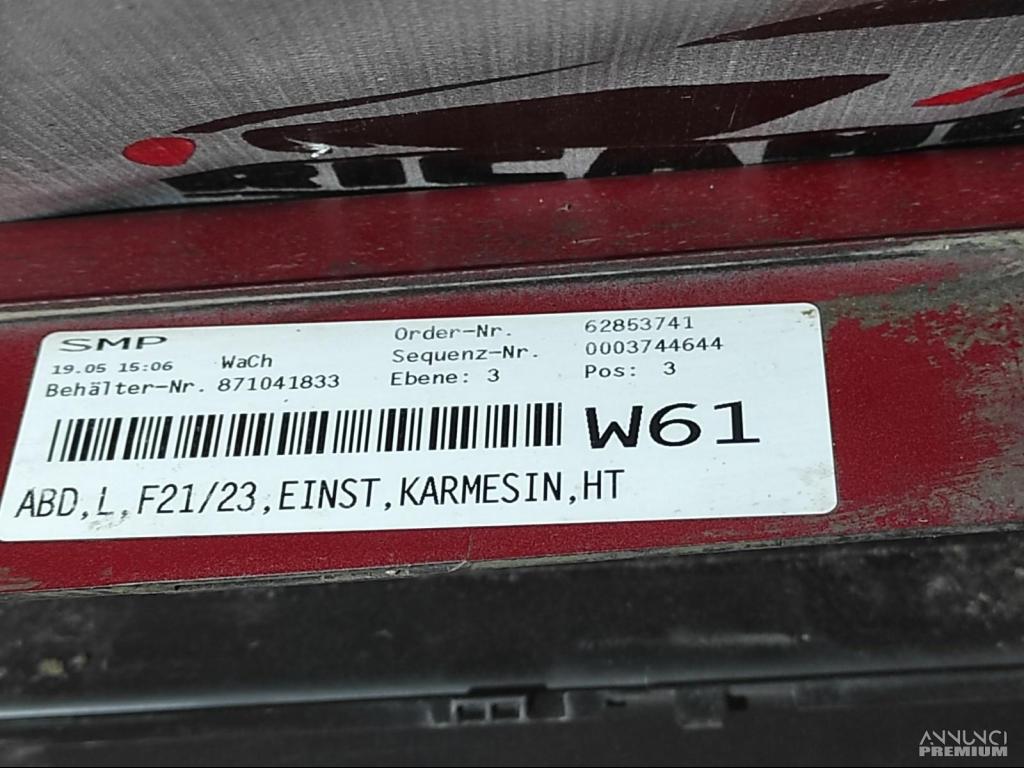 SMP
19.05 15:06 WaCh
Behälter-Nr. 871041833
Order-Nr. 62853741
Sequenz-Nr. 0003744644
Ebene: 3 Pos: 3
W61
ABD,L,F21/23,EINST,KARMESIN,HT
ANNUNCI
PREMIUM